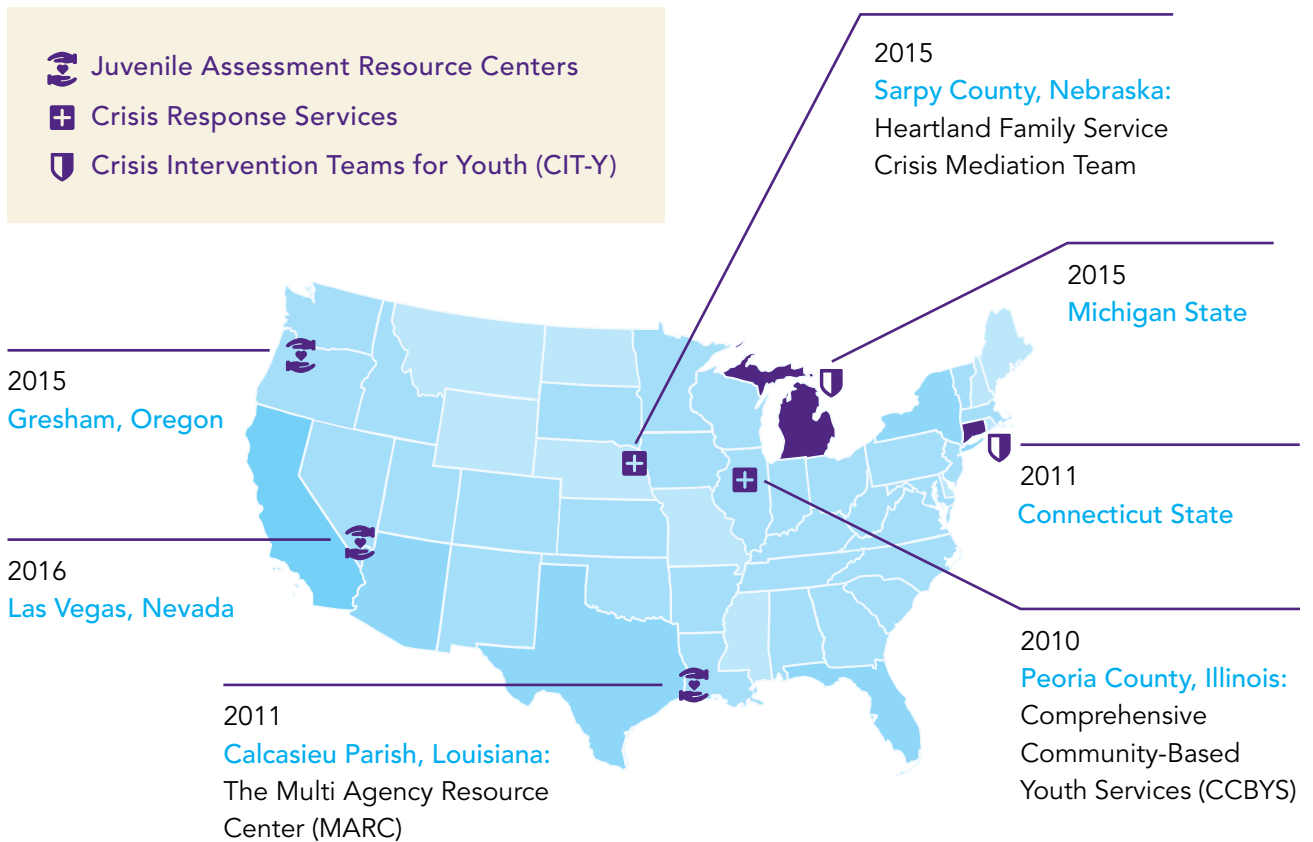 Juvenile Assessment Resource Centers
Crisis Response Services
Crisis Intervention Teams for Youth (CIT-Y)
2015
Sarpy County, Nebraska:
Heartland Family Service
Crisis Mediation Team
2015
Michigan State
2015
Gresham, Oregon
2011
Connecticut State
2016
Las Vegas, Nevada
2010
Peoria County, Illinois:
Comprehensive
Community-Based
Youth Services (CCBYS)
2011
Calcasieu Parish, Louisiana:
The Multi Agency Resource
Center (MARC)